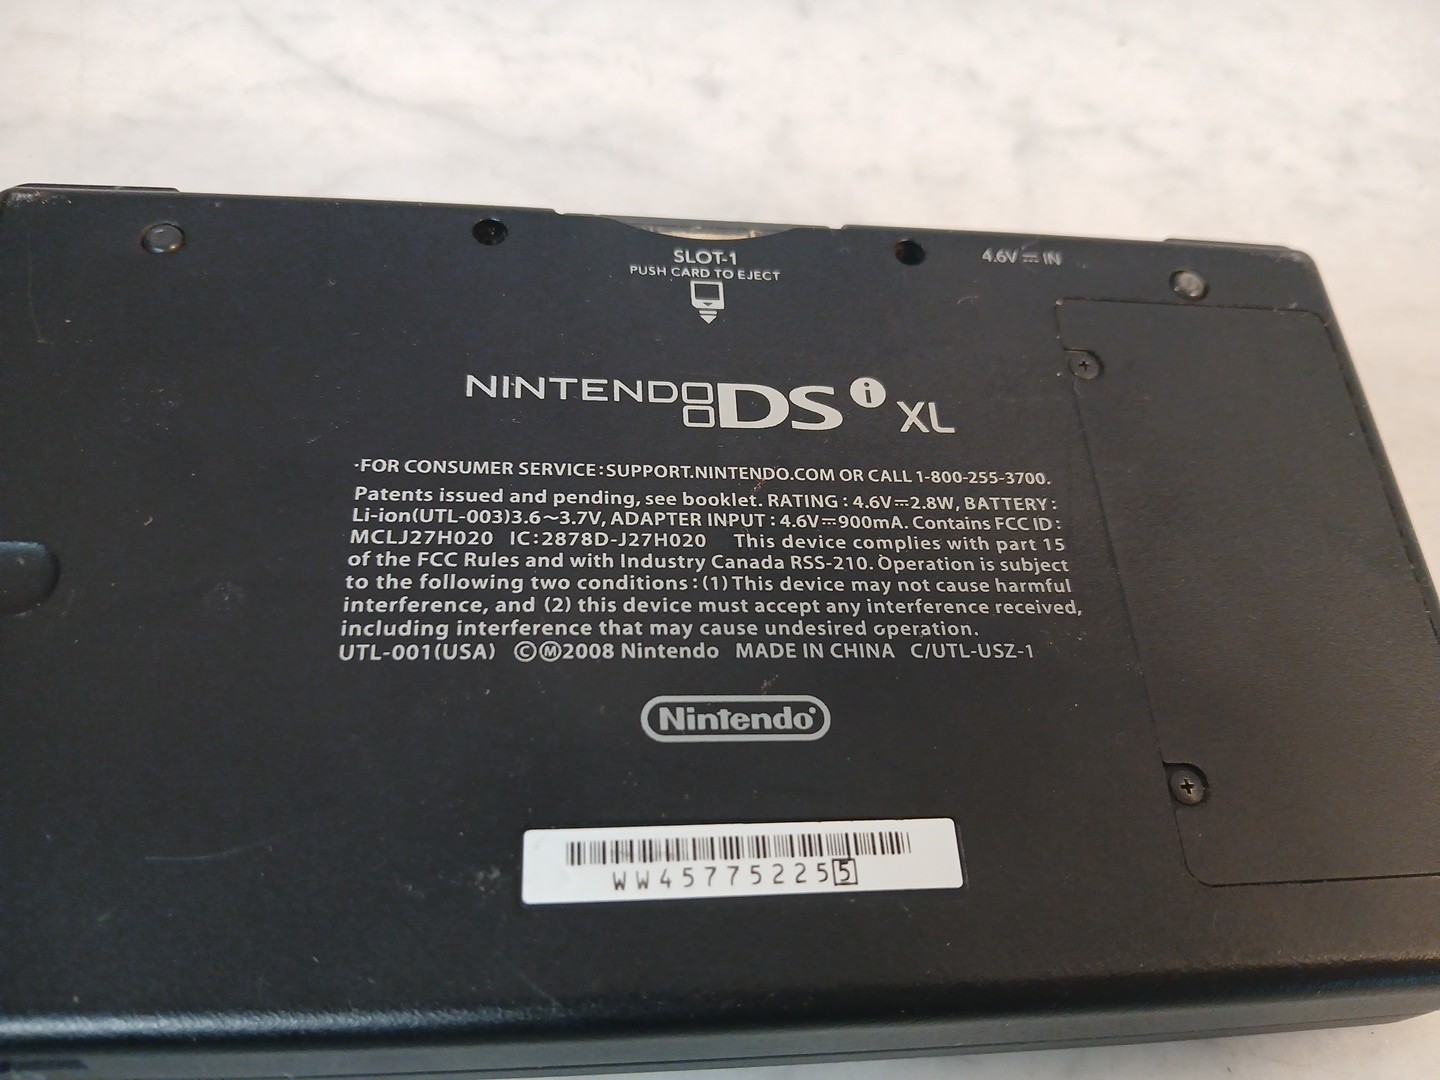 SLOT-1
PUSH CARD TO EJECT
4.6V⎓IN
NINTENDO DSi XL
·FOR CONSUMER SERVICE:SUPPORT.NINTENDO.COM OR CALL 1-800-255-3700.
Patents issued and pending, see booklet. RATING : 4.6V⎓2.8W, BATTERY :
Li-ion(UTL-003)3.6~3.7V, ADAPTER INPUT : 4.6V⎓900mA. Contains FCC ID :
MCLJ27H020 IC:2878D-J27H020 This device complies with part 15
of the FCC Rules and with Industry Canada RSS-210. Operation is subject
to the following two conditions : (1) This device may not cause harmful
interference, and (2) this device must accept any interference received,
including interference that may cause undesired operation.
UTL-001(USA) ©Ⓜ2008 Nintendo MADE IN CHINA C/UTL-USZ-1
Nintendo®
WW457752255